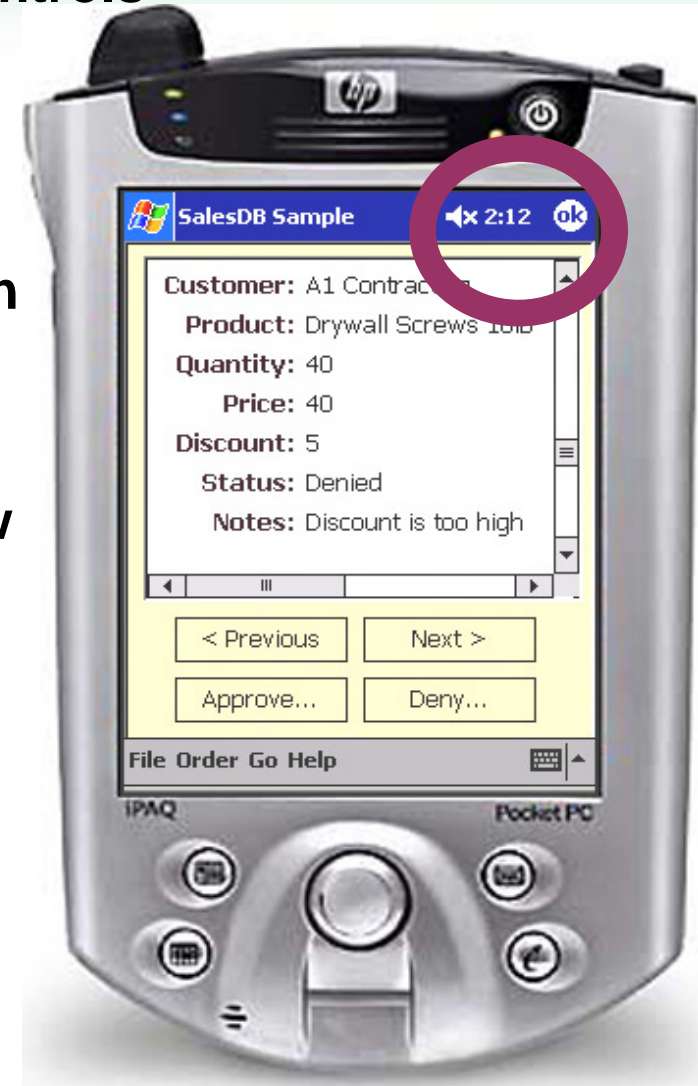 hp
SalesDB Sample 2:12 ok
Customer: A1
Product: Drywall Screws
Quantity: 40
Price: 40
Discount: 5
Status: Denied
Notes: Discount is too high
< Previous Next >
Approve... Deny...
File Order Go Help
iPAQ Pocket PC